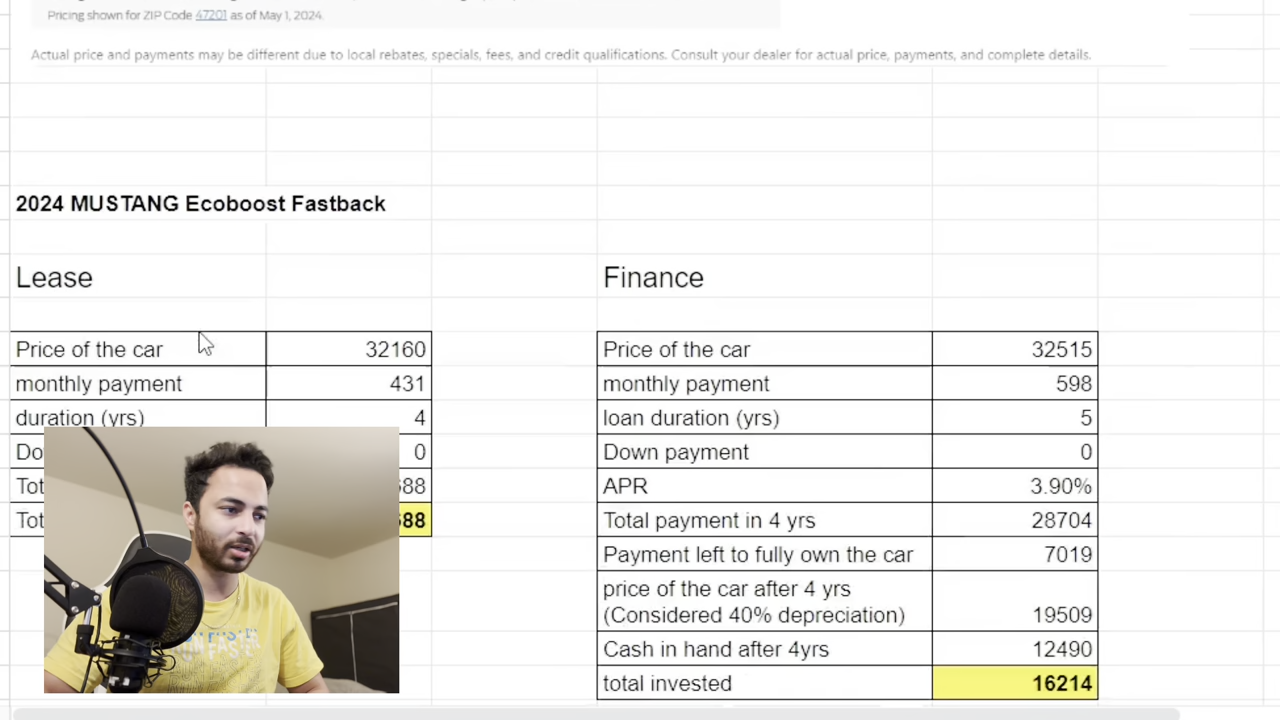 Pricing shown for ZIP Code 47201 as of May 1, 2024.
Actual price and payments may be different due to local rebates, specials, fees, and credit qualifications. Consult your dealer for actual price, payments, and complete details.
2024 MUSTANG Ecoboost Fastback
Lease
Price of the car 32160
monthly payment 431
duration (yrs) 4
0
88
88
Finance
Price of the car 32515
monthly payment 598
loan duration (yrs) 5
Down payment 0
APR 3.90%
Total payment in 4 yrs 28704
Payment left to fully own the car 7019
price of the car after 4 yrs
(Considered 40% depreciation) 19509
Cash in hand after 4yrs 12490
total invested 16214